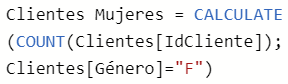 Clientes Mujeres = CALCULATE
(COUNT(Clientes[IdCliente]);
Clientes[Género]="F")